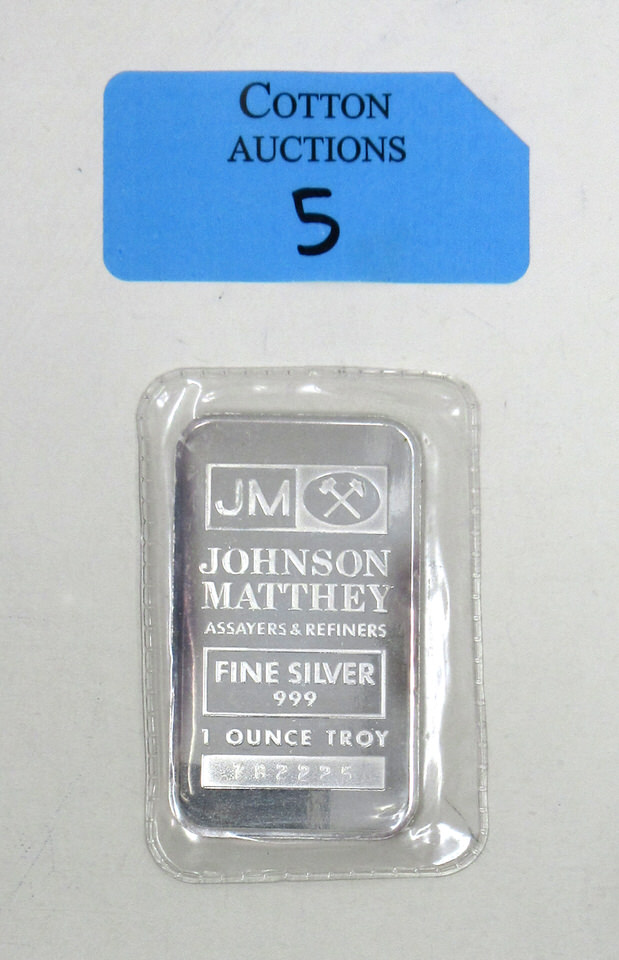 COTTON
AUCTIONS
5
JM
JOHNSON
MATTHEY
ASSAYERS & REFINERS
FINE SILVER
999
1 OUNCE TROY